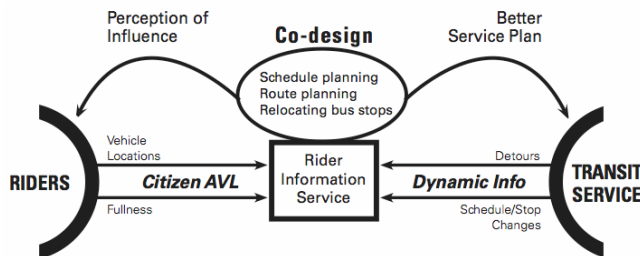 Perception of
Influence
Co-design
Better
Service Plan
Schedule planning
Route planning
Relocating bus stops
RIDERS
Vehicle
Locations
Citizen AVL
Fullness
Rider
Information
Service
Detours
Dynamic Info
Schedule/Stop
Changes
TRANSIT
SERVICE